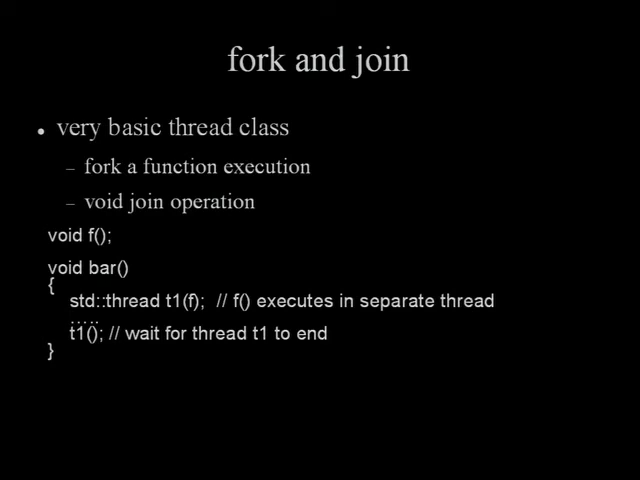 fork and join
• very basic thread class
– fork a function execution
– void join operation
void f();
void bar()
{
std::thread t1(f);  // f() executes in separate thread
.....
t1(); // wait for thread t1 to end
}